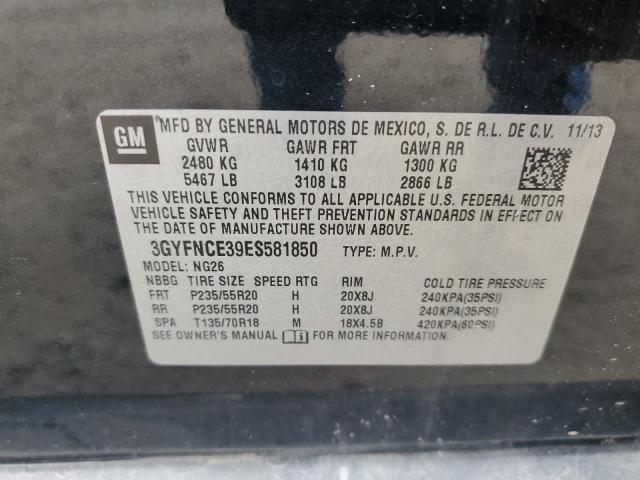 GM
MFD BY GENERAL MOTORS DE MEXICO, S. DE R.L. DE C.V. 11/13
GVWR GAWR FRT GAWR RR
2480 KG 1410 KG 1300 KG
5467 LB 3108 LB 2866 LB
THIS VEHICLE CONFORMS TO ALL APPLICABLE U.S. FEDERAL MOTOR
VEHICLE SAFETY AND THEFT PREVENTION STANDARDS IN EFFECT ON
THE DATE OF MANUFACTURE SHOWN ABOVE.
3GYFNCE39ES581850 TYPE: M.P.V.
MODEL: NG26
NBBG TIRE SIZE SPEED RTG RIM COLD TIRE PRESSURE
FRT P235/55R20 H 20X8J 240KPA(35PSI)
RR P235/55R20 H 20X8J 240KPA(35PSI)
SPA T135/70R18 M 18X4.5B 420KPA(60PSI)
SEE OWNER'S MANUAL FOR MORE INFORMATION.